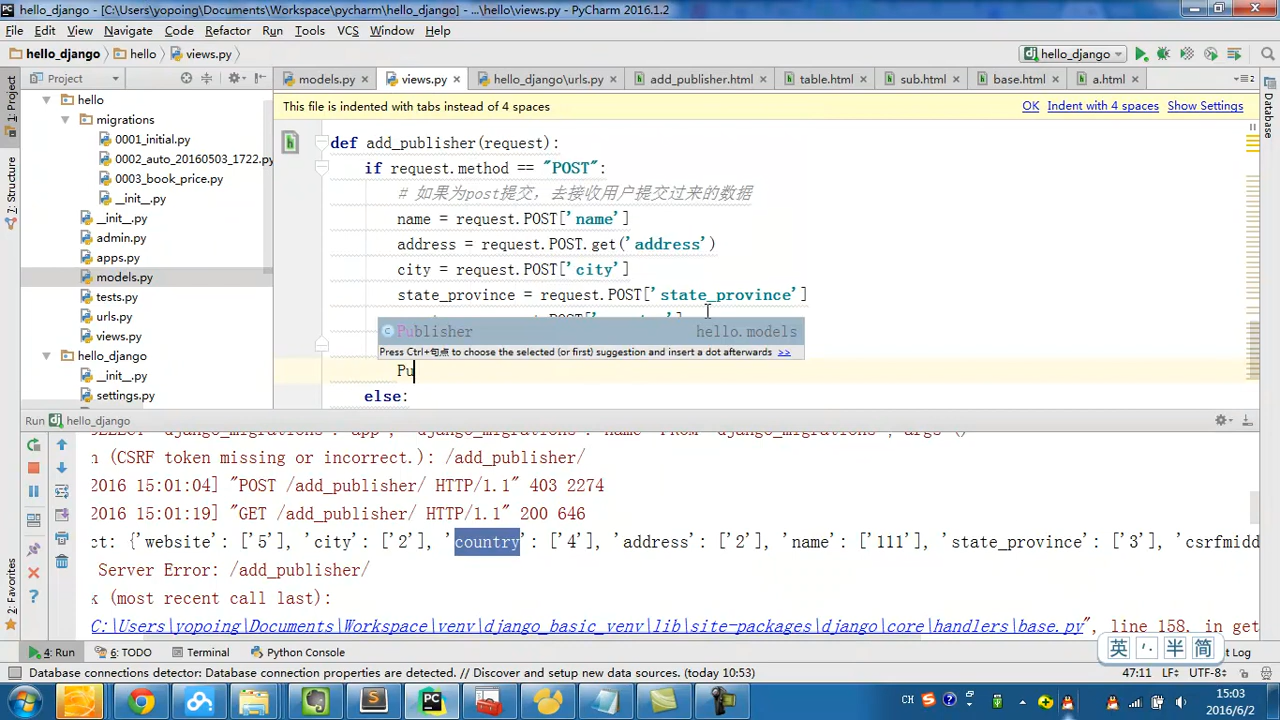 hello_django - [C:\Users\yopoing\Documents\Workspace\pycharm\hello_django] - ...\hello\views.py - PyCharm 2016.1.2
File Edit View Navigate Code Refactor Run Tools VCS Window Help
hello_django hello views.py hello_django
Project models.py views.py hello_django\urls.py add_publisher.html table.html sub.html base.html a.html
This file is indented with tabs instead of 4 spaces OK Indent with 4 spaces Show Settings
1: Project
7: Structure
2: Favorites
Database
hello
migrations
0001_initial.py
0002_auto_20160503_1722.py
0003_book_price.py
__init__.py
__init__.py
admin.py
apps.py
models.py
tests.py
urls.py
views.py
hello_django
__init__.py
settings.py
def add_publisher(request):
if request.method == "POST":
# 如果为post提交，去接收用户提交过来的数据
name = request.POST['name']
address = request.POST.get('address')
city = request.POST['city']
state_province = request.POST['state_province']
Publisher hello.models
Press Ctrl+句点 to choose the selected (or first) suggestion and insert a dot afterwards >>
Pu
else:
Run hello_django
n (CSRF token missing or incorrect.): /add_publisher/
2016 15:01:04] "POST /add_publisher/ HTTP/1.1" 403 2274
2016 15:01:19] "GET /add_publisher/ HTTP/1.1" 200 646
ct: {'website': ['5'], 'city': ['2'], 'country': ['4'], 'address': ['2'], 'name': ['111'], 'state_province': ['3'], 'csrfmidd
Server Error: /add_publisher/
k (most recent call last):
C:\Users\yopoing\Documents\Workspace\venv\django_basic_venv\lib\site-packages\django\core\handlers\base.py", line 158, in get
英 半 简
4: Run 6: TODO Terminal Python Console t Log
Database connections detector: Database connection properties are detected. // Discover and setup new data sources. (today 10:53) 47:11 LF÷ UTF-8÷
CH 15:03
2016/6/2